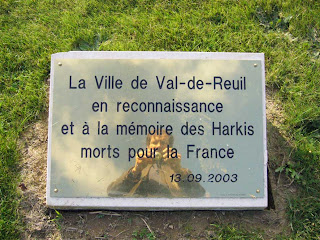 La Ville de Val-de-Reuil
en reconnaissance
et à la mémoire des Harkis
morts pour la France
13.09.2003